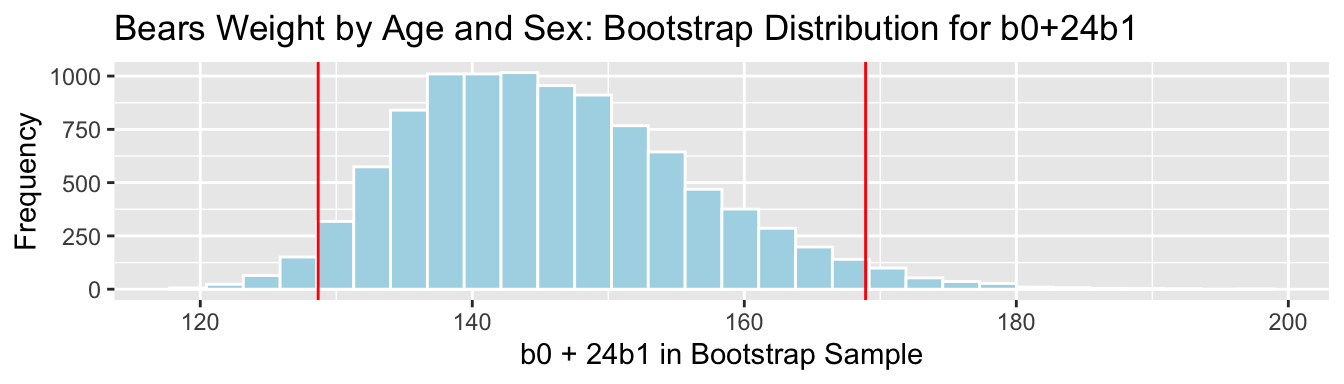 Bears Weight by Age and Sex: Bootstrap Distribution for b0+24b1
Frequency
1000
750
500
250
0
120 140 160 180 200
b0 + 24b1 in Bootstrap Sample